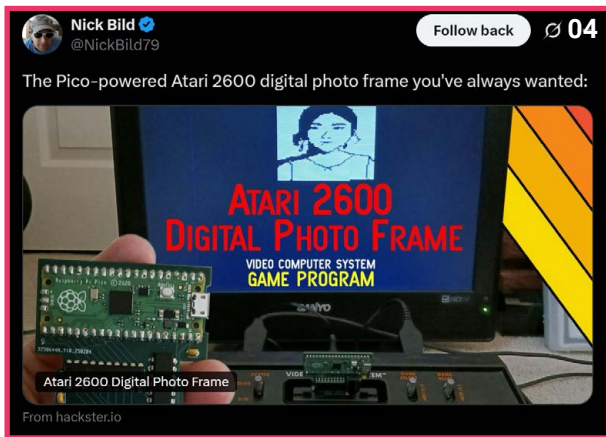 Nick Bild
@NickBild79
Follow back
04
The Pico-powered Atari 2600 digital photo frame you've always wanted:
ATARI 2600
DIGITAL PHOTO FRAME
VIDEO COMPUTER SYSTEM
GAME PROGRAM
SANYO
Raspberry Pi Pico ©2020
Atari 2600 Digital Photo Frame
From hackster.io